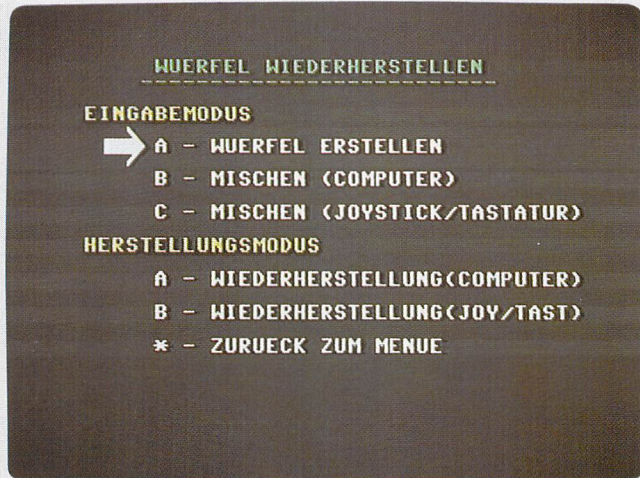 WUERFEL WIEDERHERSTELLEN
EINGABEMODUS
A - WUERFEL ERSTELLEN
B - MISCHEN (COMPUTER)
C - MISCHEN (JOYSTICK/TASTATUR)
HERSTELLUNGSMODUS
A - WIEDERHERSTELLUNG(COMPUTER)
B - WIEDERHERSTELLUNG(JOY/TAST)
* - ZURUECK ZUM MENUE